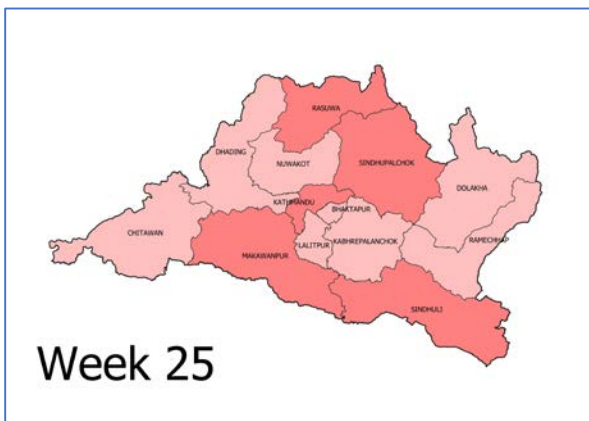 RASUWA
DHADING
NUWAKOT
SINDHUPALCHOK
DOLAKHA
KATHMANDU
BHAKTAPUR
CHITAWAN
LALITPUR
KABHREPALANCHOK
RAMECHHAP
MAKAWANPUR
SINDHULI
Week 25